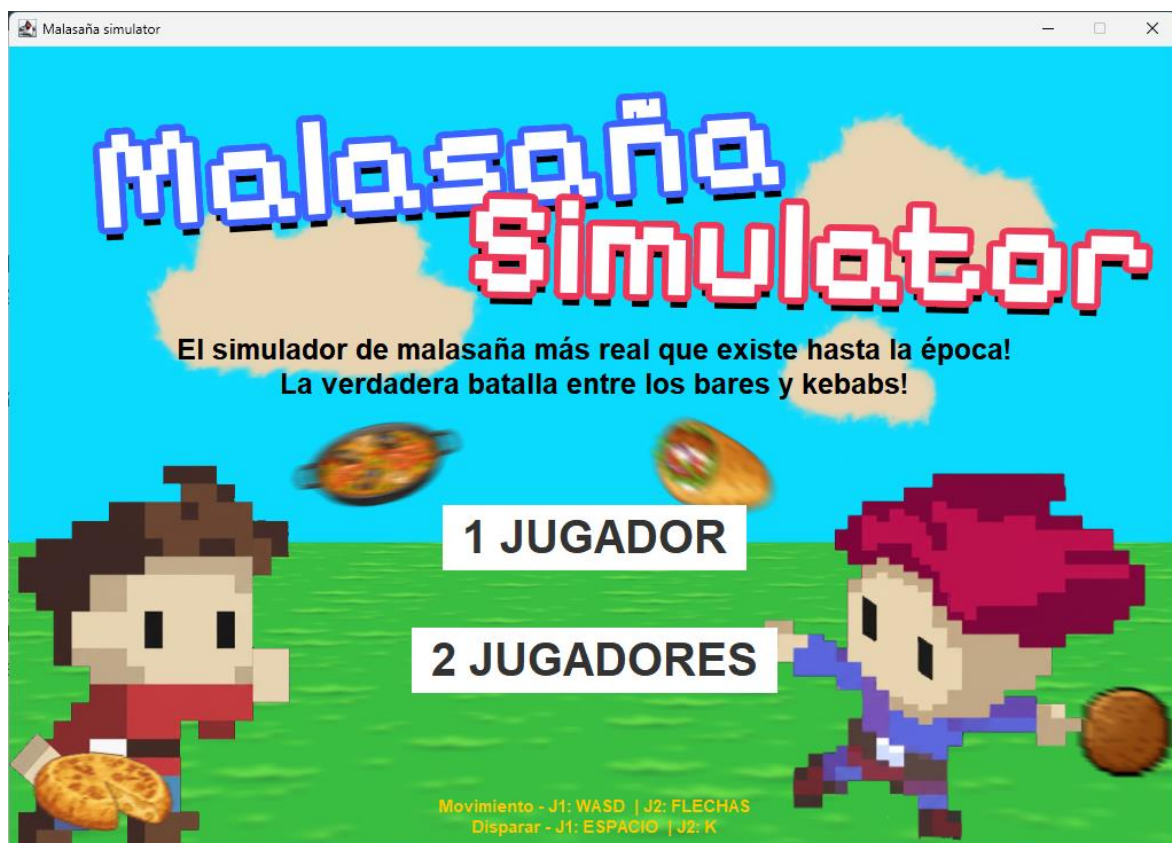 Malasaña simulator
Malasaña
Simulator
El simulador de malasaña más real que existe hasta la época!
La verdadera batalla entre los bares y kebabs!
1 JUGADOR
2 JUGADORES
Movimiento - J1: WASD | J2: FLECHAS
Disparar - J1: ESPACIO | J2: K